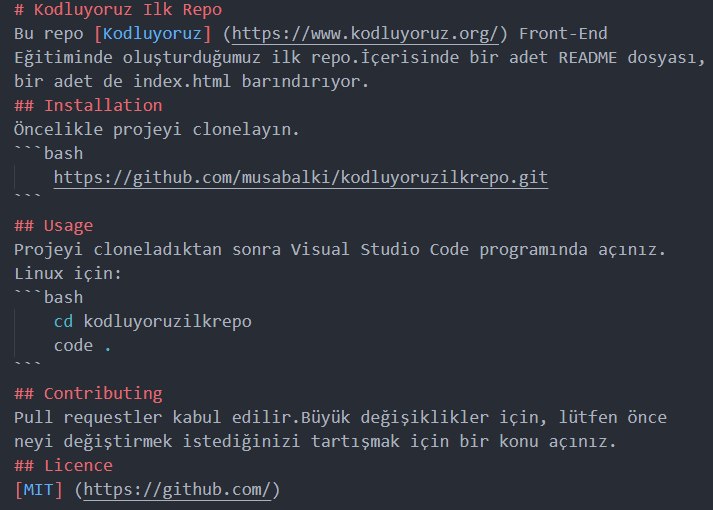 # Kodluyoruz Ilk Repo
Bu repo [Kodluyoruz] (https://www.kodluyoruz.org/) Front-End
Eğitiminde oluşturduğumuz ilk repo.İçerisinde bir adet README dosyası,
bir adet de index.html barındırıyor.
## Installation
Öncelikle projeyi clonelayın.
```bash
    https://github.com/musabalki/kodluyoruzilkrepo.git
```
## Usage
Projeyi cloneladıktan sonra Visual Studio Code programında açınız.
Linux için:
```bash
    cd kodluyoruzilkrepo
    code .
```
## Contributing
Pull requestler kabul edilir.Büyük değişiklikler için, lütfen önce
neyi değiştirmek istediğinizi tartışmak için bir konu açınız.
## Licence
[MIT] (https://github.com/)